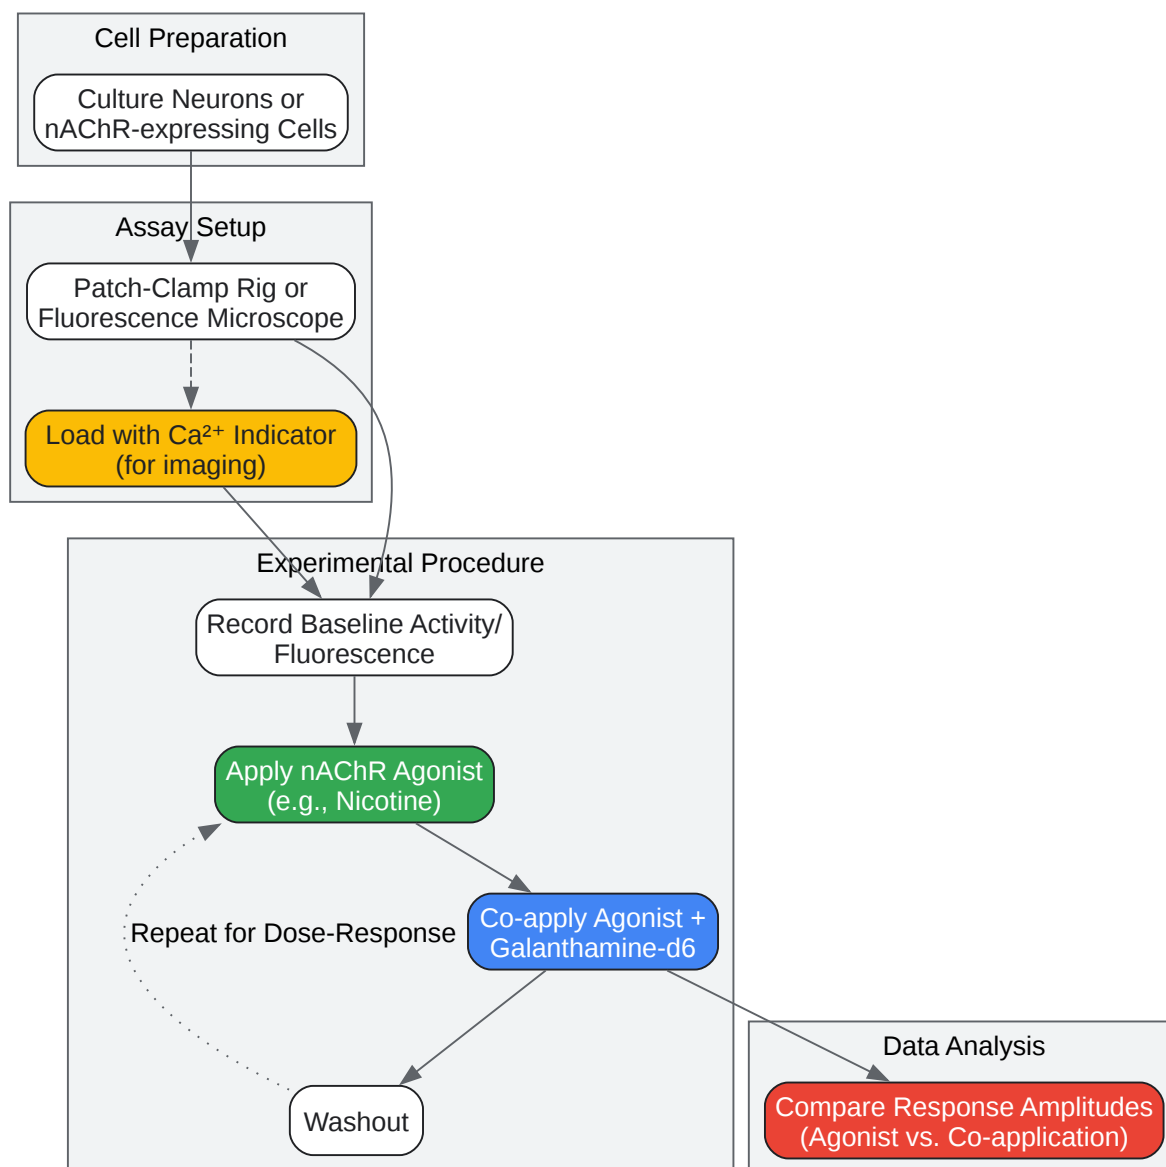 Cell Preparation
Culture Neurons or
nAChR-expressing Cells
Assay Setup
Patch-Clamp Rig or
Fluorescence Microscope
Load with Ca²⁺ Indicator
(for imaging)
Experimental Procedure
Record Baseline Activity/
Fluorescence
Apply nAChR Agonist
(e.g., Nicotine)
Repeat for Dose-Response
Co-apply Agonist +
Galanthamine-d6
Washout
Data Analysis
Compare Response Amplitudes
(Agonist vs. Co-application)